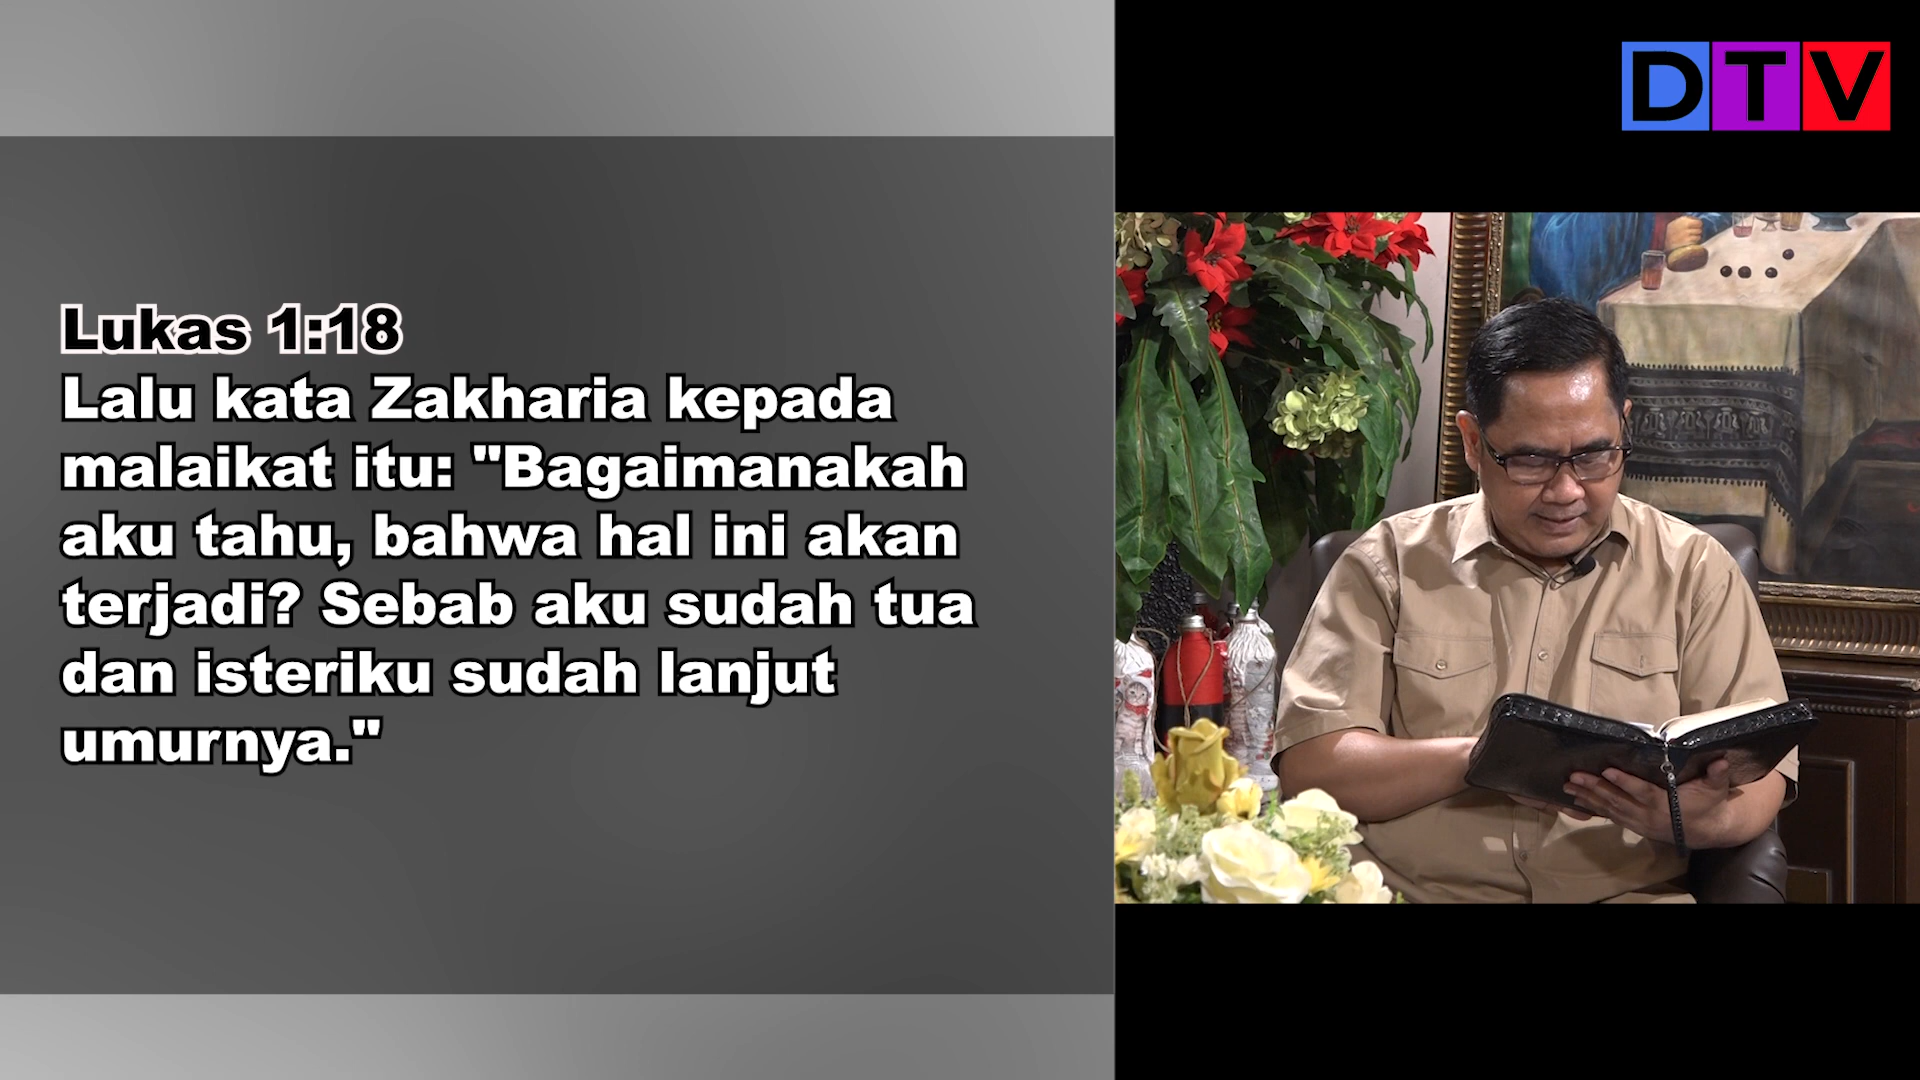 Lukas 1:18
Lalu kata Zakharia kepada
malaikat itu: "Bagaimanakah
aku tahu, bahwa hal ini akan
terjadi? Sebab aku sudah tua
dan isteriku sudah lanjut
umurnya."
DTV